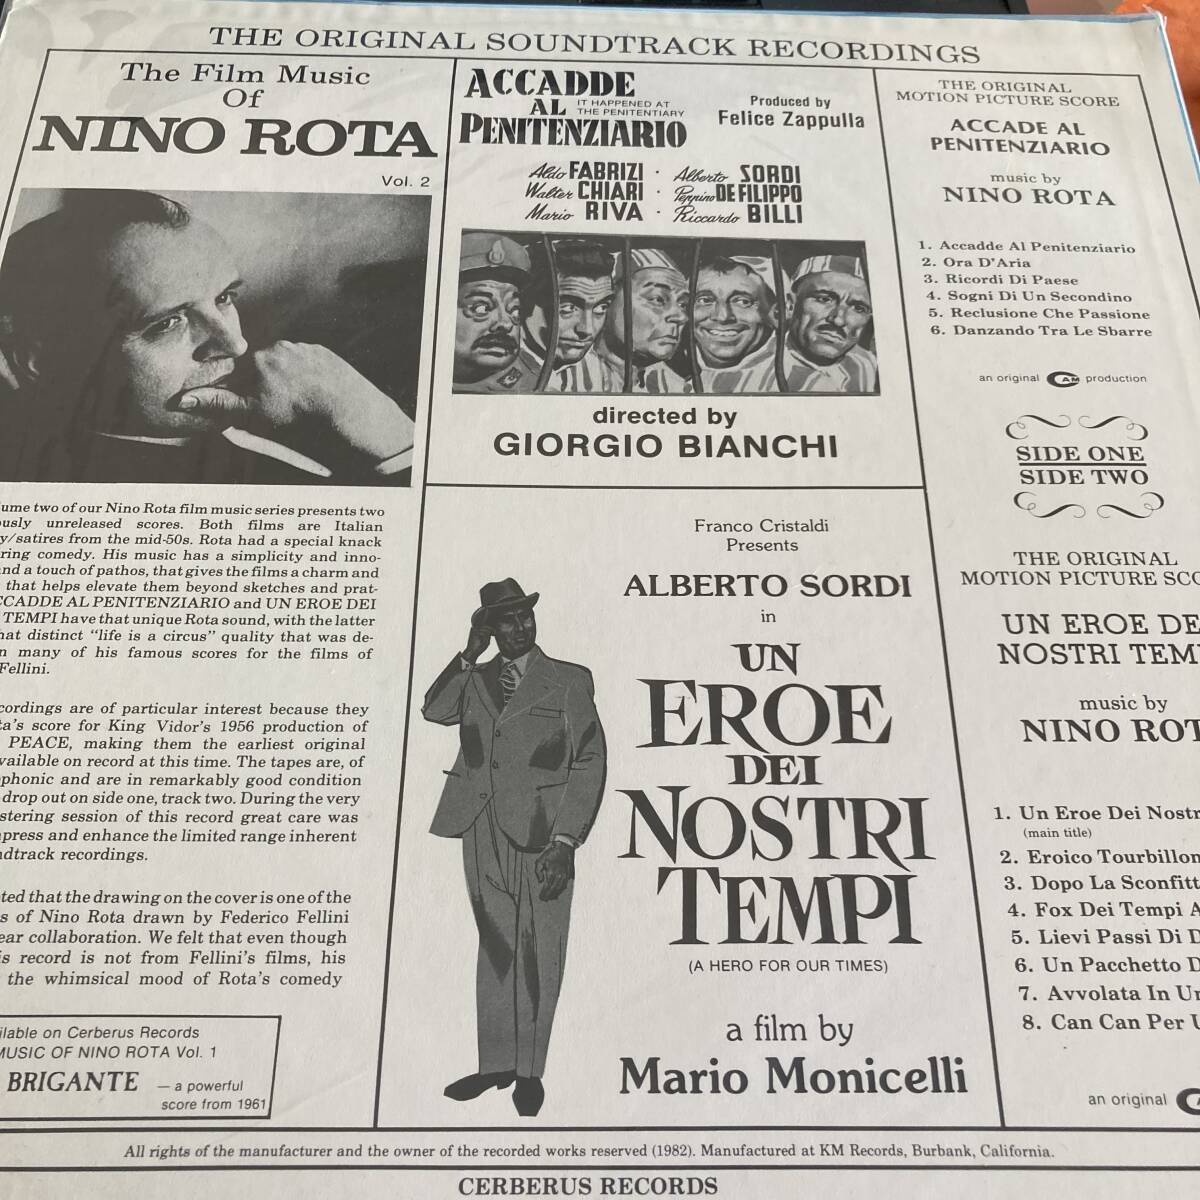 THE ORIGINAL SOUNDTRACK RECORDINGS
The Film Music
Of
NINO ROTA
Vol. 2
ume two of our Nino Rota film music series presents two
ously unreleased scores. Both films are Italian
y/satires from the mid-50s. Rota had a special knack
ring comedy. His music has a simplicity and inno-
nd a touch of pathos, that gives the films a charm and
that helps elevate them beyond sketches and prat-
CCADDE AL PENITENZIARIO and UN EROE DEI
TEMPI have that unique Rota sound, with the latter
hat distinct "life is a circus" quality that was de-
n many of his famous scores for the films of
Fellini.
cordings are of particular interest because they
ta's score for King Vidor's 1956 production of
PEACE, making them the earliest original
vailable on record at this time. The tapes are, of
ophonic and are in remarkably good condition
drop out on side one, track two. During the very
stering session of this record great care was
press and enhance the limited range inherent
ndtrack recordings.
ted that the drawing on the cover is one of the
s of Nino Rota drawn by Federico Fellini
ear collaboration. We felt that even though
is record is not from Fellini's films, his
the whimsical mood of Rota's comedy
ilable on Cerberus Records
MUSIC OF NINO ROTA Vol. 1
BRIGANTE — a powerful
score from 1961
ACCADDE
AL IT HAPPENED AT
THE PENITENTIARY
PENITENZIARIO
Produced by
Felice Zappulla
Aldo FABRIZI · Alberto SORDI
Walter CHIARI · Peppino DE FILIPPO
Mario RIVA · Riccardo BILLI
directed by
GIORGIO BIANCHI
Franco Cristaldi
Presents
ALBERTO SORDI
in
UN
EROE
DEI
NOSTRI
TEMPI
(A HERO FOR OUR TIMES)
a film by
Mario Monicelli
THE ORIGINAL
MOTION PICTURE SCORE
ACCADE AL
PENITENZIARIO
music by
NINO ROTA
1. Accadde Al Penitenziario
2. Ora D'Aria
3. Ricordi Di Paese
4. Sogni Di Un Secondino
5. Reclusione Che Passione
6. Danzando Tra Le Sbarre
an original CAM production
SIDE ONE
SIDE TWO
THE ORIGINAL
MOTION PICTURE SCO
UN EROE DE
NOSTRI TEMP
music by
NINO ROT
1. Un Eroe Dei Nostr
(main title)
2. Eroico Tourbillon
3. Dopo La Sconfitt
4. Fox Dei Tempi A
5. Lievi Passi Di D
6. Un Pacchetto D
7. Avvolata In Un
8. Can Can Per U
an original
All rights of the manufacturer and the owner of the recorded works reserved (1982). Manufactured at KM Records, Burbank, California.
CERBERUS RECORDS